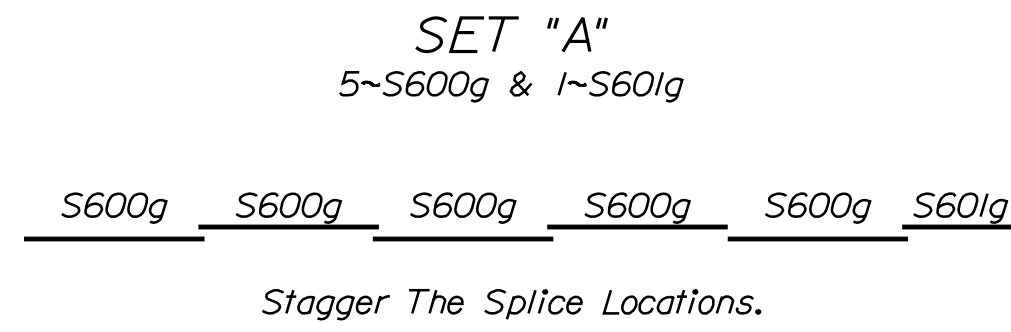 SET "A"
5~S600g & 1~S601g
S600g S600g S600g S600g S600g S601g
Stagger The Splice Locations.